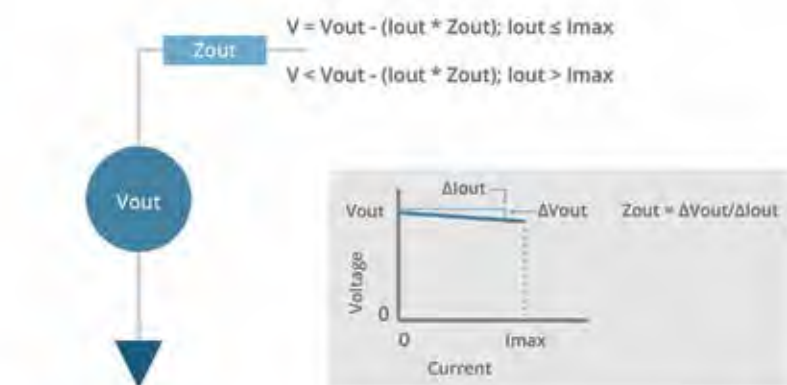 V = Vout - (Iout * Zout); Iout ≤ Imax
Zout
V < Vout - (Iout * Zout); Iout > Imax
Vout
ΔIout
Vout
ΔVout
Zout = ΔVout/ΔIout
Voltage
0
0
Imax
Current